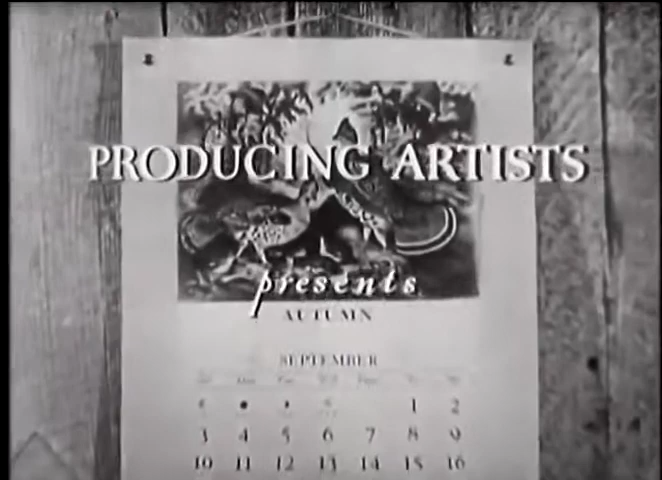 PRODUCING ARTISTS
presents
AUTUMN
SEPTEMBER
1 2
3 4 5 6 7 8 9
10 11 12 13 14 15 16